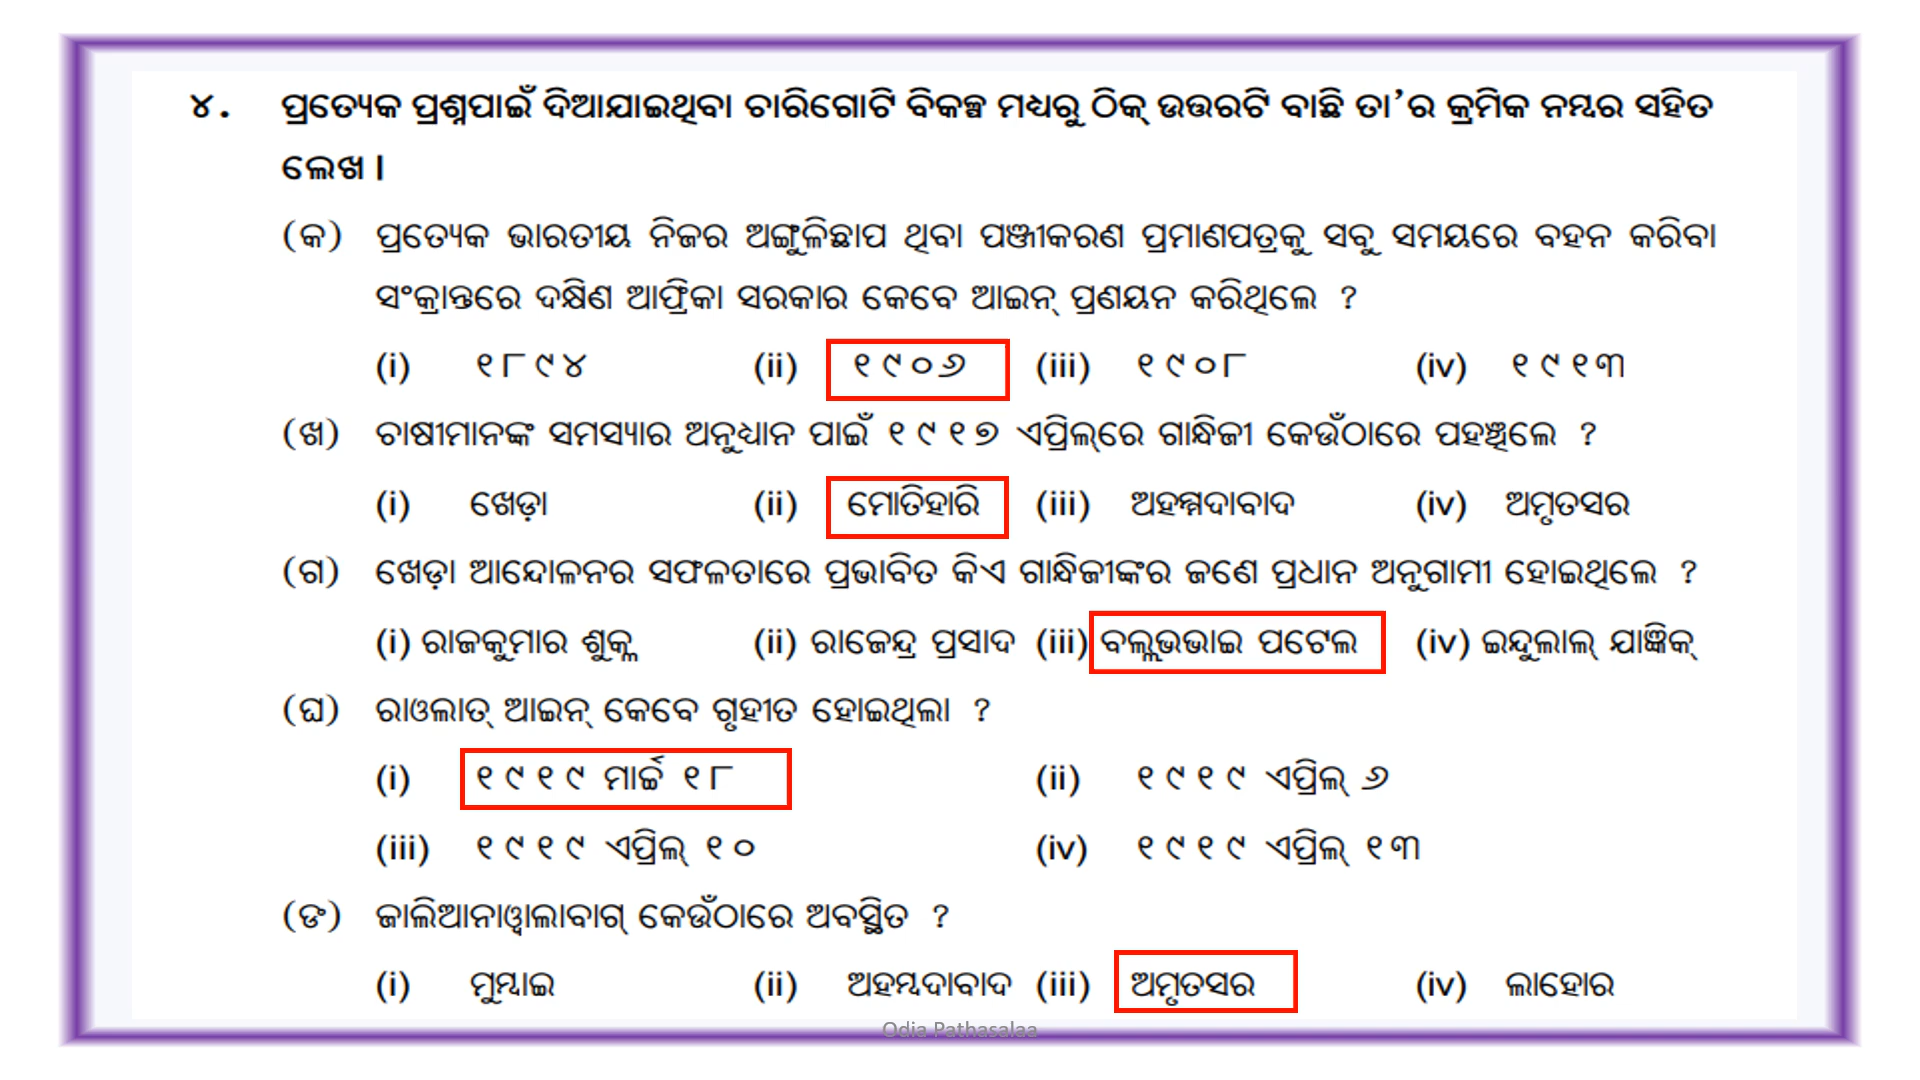 ୪. ପ୍ରତ୍ୟେକ ପ୍ରଶ୍ନପାଇଁ ଦିଆଯାଇଥିବା ଚାରିଗୋଟି ବିକଳ୍ପ ମଧ୍ୟରୁ ଠିକ୍ ଉତ୍ତରଟି ବାଛି ତା’ର କ୍ରମିକ ନମ୍ବର ସହିତ
ଲେଖ।
(କ) ପ୍ରତ୍ୟେକ ଭାରତୀୟ ନିଜର ଅଙ୍ଗୁଳିଛାପ ଥିବା ପଞ୍ଜୀକରଣ ପ୍ରମାଣପତ୍ରକୁ ସବୁ ସମୟରେ ବହନ କରିବା
ସଂକ୍ରାନ୍ତରେ ଦକ୍ଷିଣ ଆଫ୍ରିକା ସରକାର କେବେ ଆଇନ୍ ପ୍ରଣୟନ କରିଥିଲେ ?
(i) ୧୮୯୪ (ii) ୧୯୦୬ (iii) ୧୯୦୮ (iv) ୧୯୧୩
(ଖ) ଚାଷୀମାନଙ୍କ ସମସ୍ୟାର ଅନୁଧ୍ୟାନ ପାଇଁ ୧୯୧୭ ଏପ୍ରିଲ୍‌ରେ ଗାନ୍ଧିଜୀ କେଉଁଠାରେ ପହଞ୍ଚିଲେ ?
(i) ଖେଡ଼ା (ii) ମୋତିହାରି (iii) ଅହମ୍ମଦାବାଦ (iv) ଅମୃତସର
(ଗ) ଖେଡ଼ା ଆନ୍ଦୋଳନର ସଫଳତାରେ ପ୍ରଭାବିତ କିଏ ଗାନ୍ଧିଜୀଙ୍କର ଜଣେ ପ୍ରଧାନ ଅନୁଗାମୀ ହୋଇଥିଲେ ?
(i) ରାଜକୁମାର ଶୁକ୍ଳ (ii) ରାଜେନ୍ଦ୍ର ପ୍ରସାଦ (iii) ବଲ୍ଲଭଭାଇ ପଟେଲ (iv) ଇନ୍ଦୁଲାଲ୍ ଯାଜ୍ଞିକ୍
(ଘ) ରାଓଲାଟ୍ ଆଇନ୍ କେବେ ଗୃହୀତ ହୋଇଥିଲା ?
(i) ୧୯୧୯ ମାର୍ଚ୍ଚ ୧୮ (ii) ୧୯୧୯ ଏପ୍ରିଲ୍ ୬
(iii) ୧୯୧୯ ଏପ୍ରିଲ୍ ୧୦ (iv) ୧୯୧୯ ଏପ୍ରିଲ୍ ୧୩
(ଙ) ଜାଲିଆନାୱାଲାବାଗ୍ କେଉଁଠାରେ ଅବସ୍ଥିତ ?
(i) ମୁମ୍ବାଇ (ii) ଅହମ୍ମଦାବାଦ (iii) ଅମୃତସର (iv) ଲାହୋର
Odia Pathasalaa